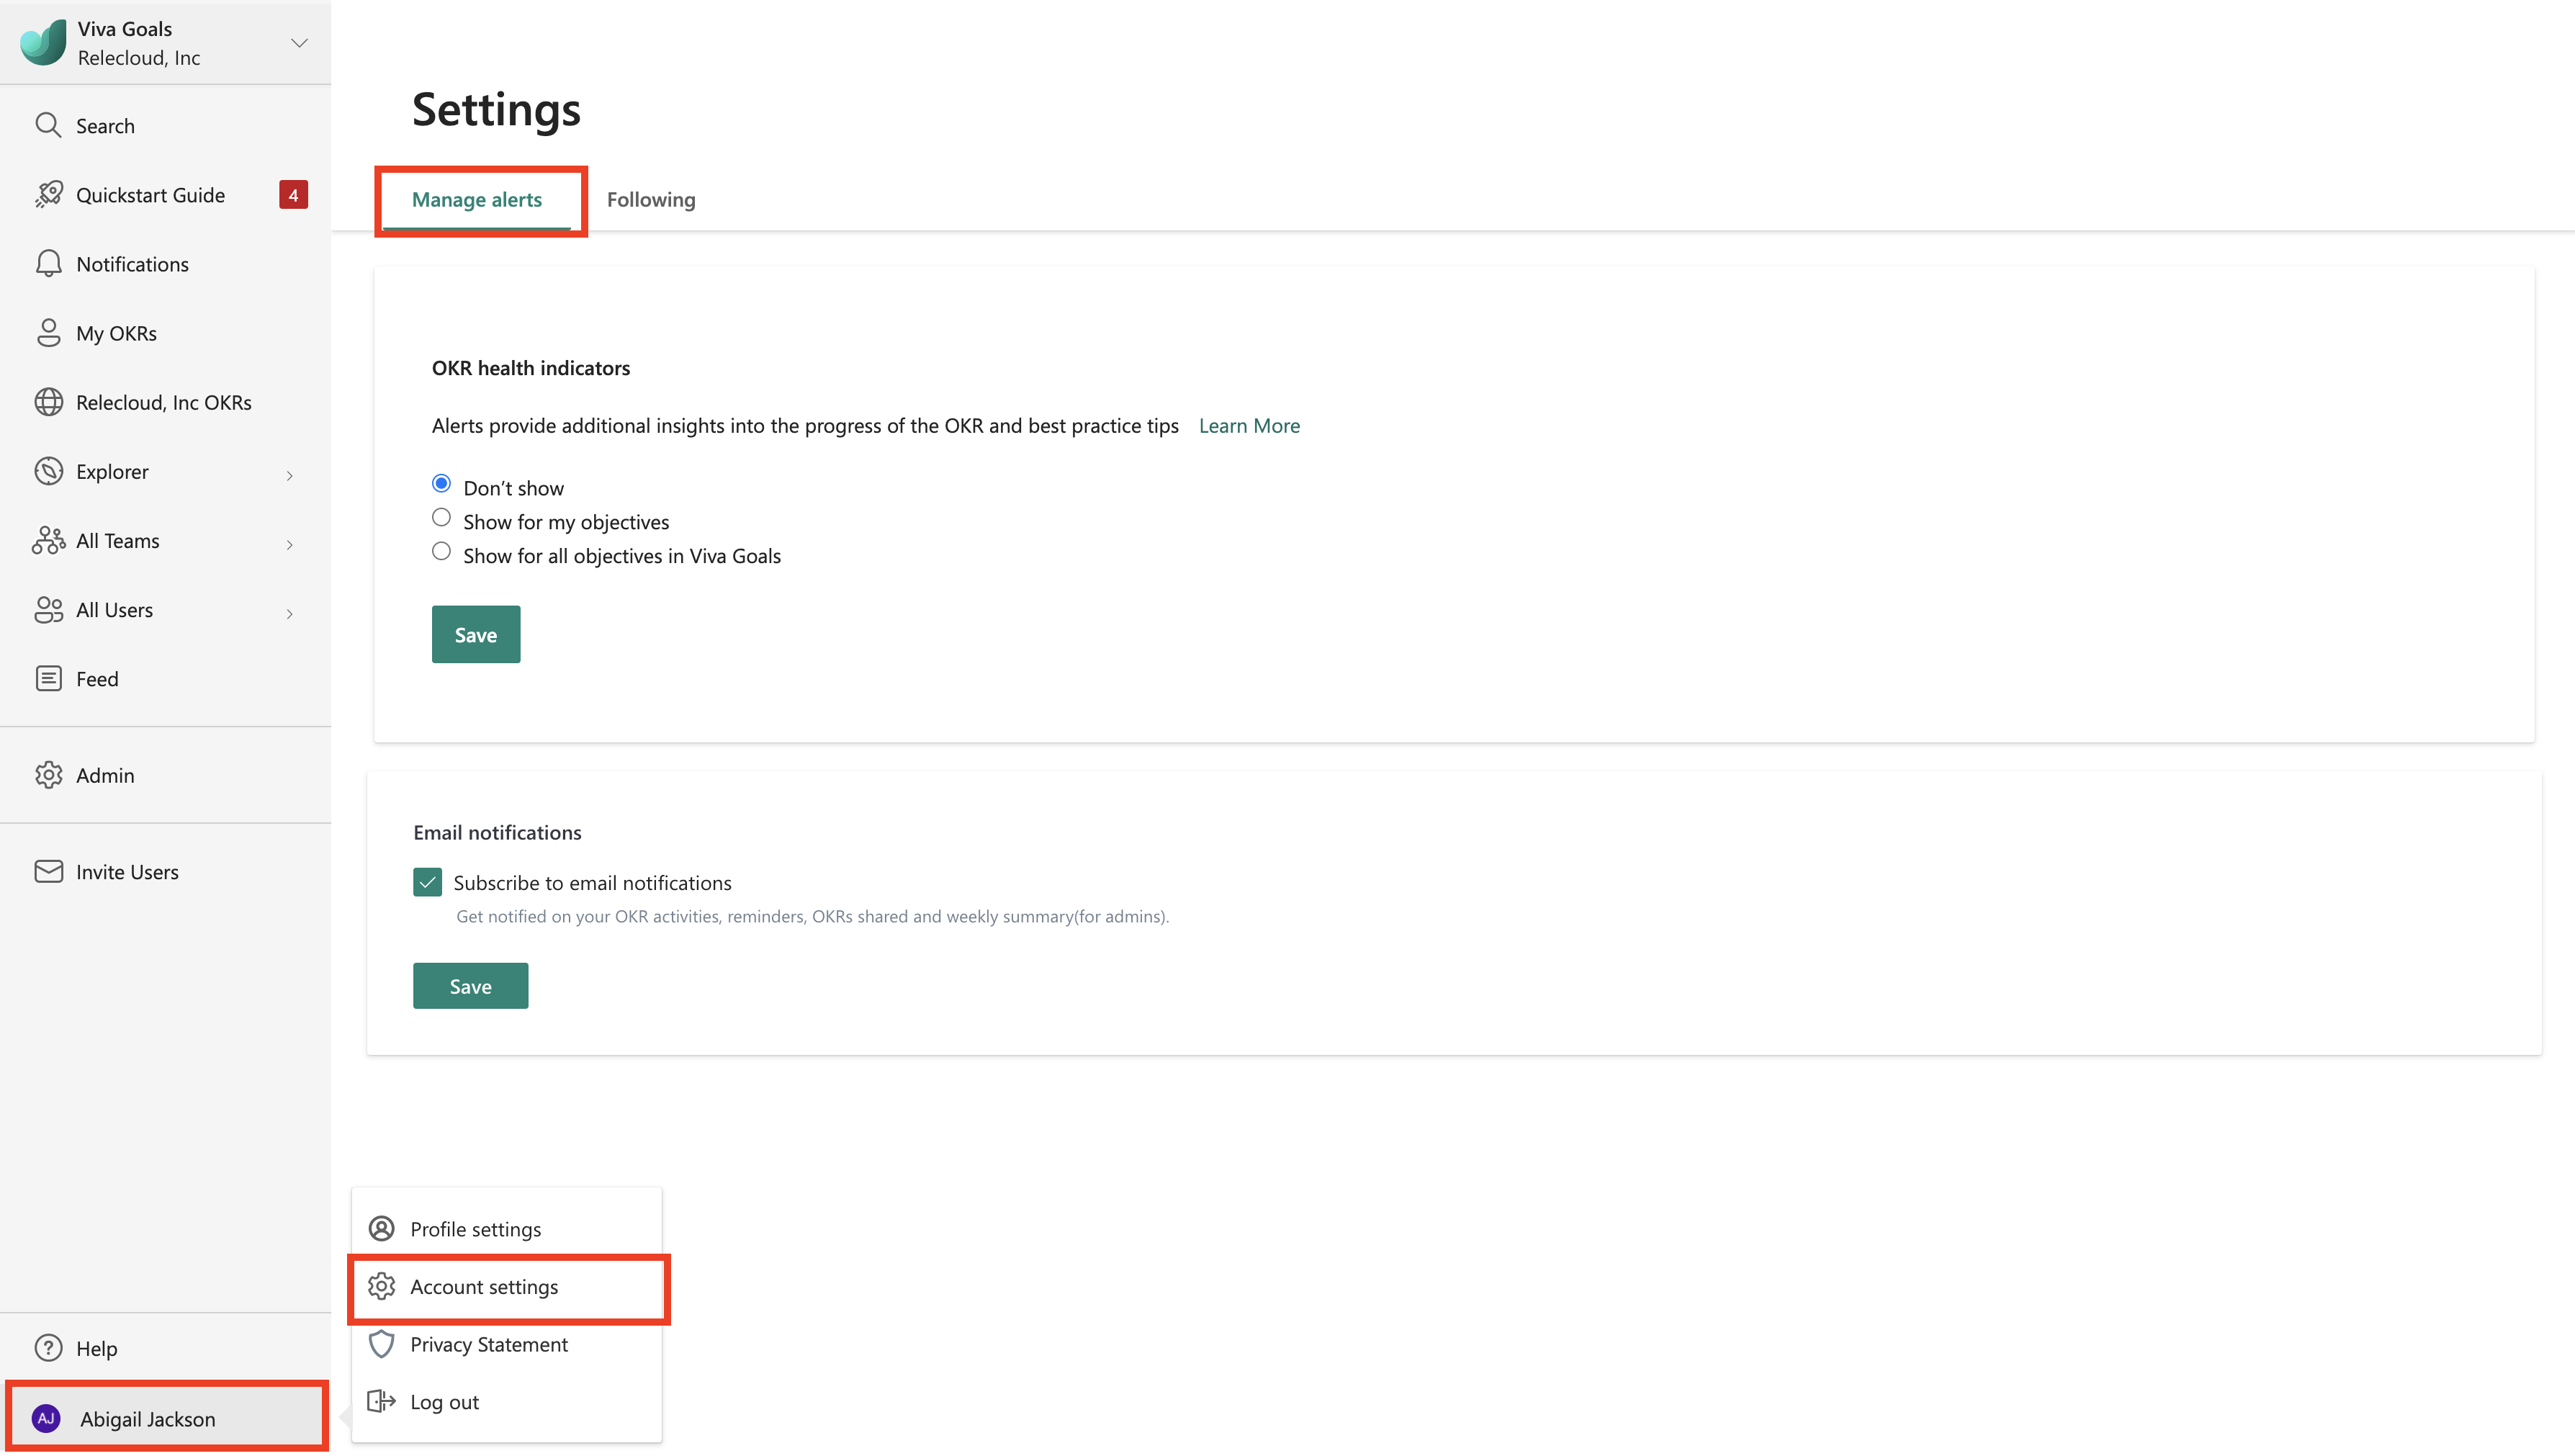 Viva Goals
Relecloud, Inc
Search
Quickstart Guide 4
Notifications
My OKRs
Relecloud, Inc OKRs
Explorer
All Teams
All Users
Feed
Admin
Invite Users
Help
AJ Abigail Jackson
Settings
Manage alerts Following
OKR health indicators
Alerts provide additional insights into the progress of the OKR and best practice tips Learn More
Don’t show
Show for my objectives
Show for all objectives in Viva Goals
Save
Email notifications
Subscribe to email notifications
Get notified on your OKR activities, reminders, OKRs shared and weekly summary(for admins).
Save
Profile settings
Account settings
Privacy Statement
Log out